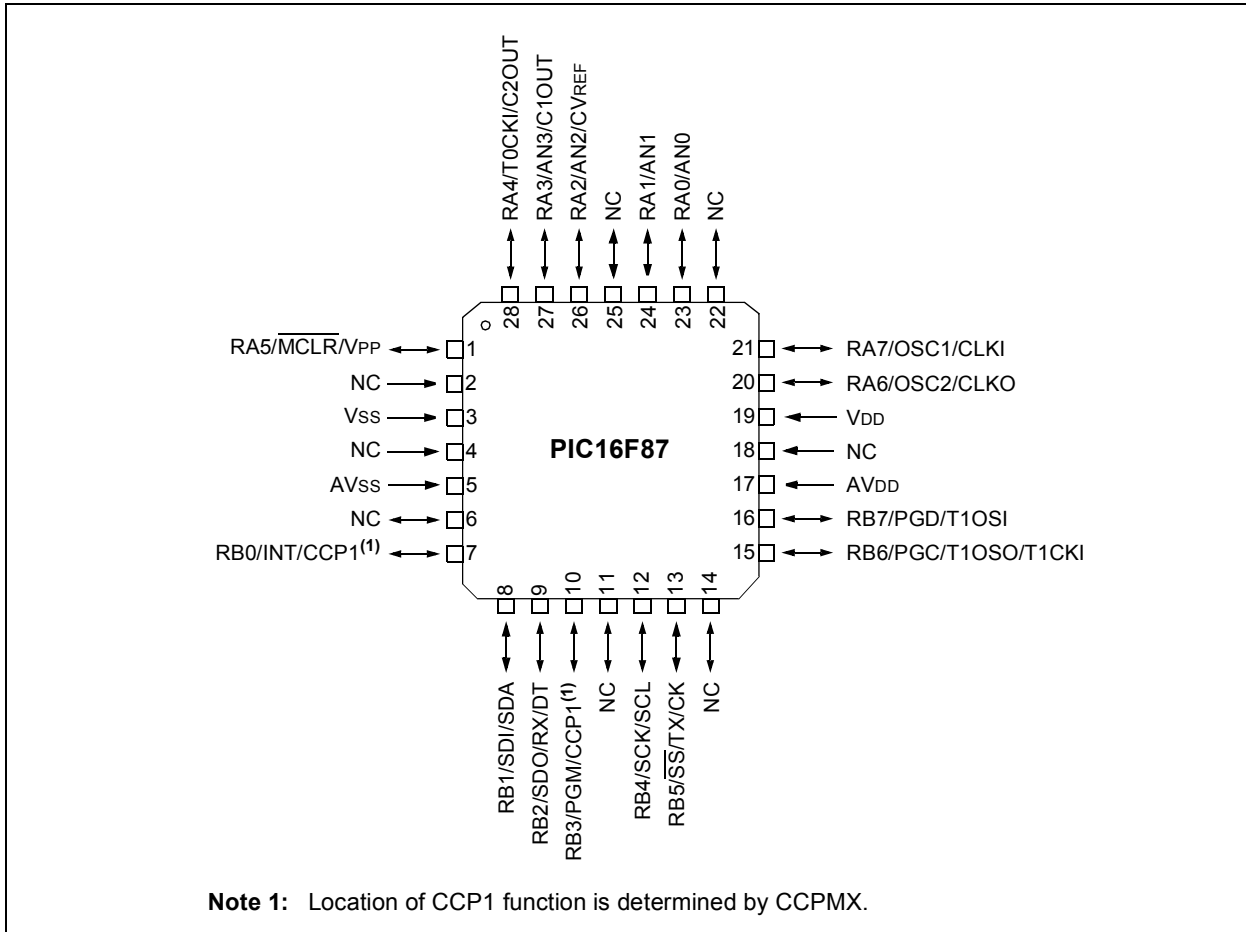 RA4/T0CKI/C2OUT
RA3/AN3/C1OUT
RA2/AN2/CVREF
NC
RA1/AN1
RA0/AN0
NC
28
27
26
25
24
23
22
RA5/MCLR/VPP 1
NC 2
VSS 3
NC 4
AVSS 5
NC 6
RB0/INT/CCP1(1) 7
PIC16F87
21 RA7/OSC1/CLKI
20 RA6/OSC2/CLKO
19 VDD
18 NC
17 AVDD
16 RB7/PGD/T1OSI
15 RB6/PGC/T1OSO/T1CKI
8
9
10
11
12
13
14
RB1/SDI/SDA
RB2/SDO/RX/DT
RB3/PGM/CCP1(1)
NC
RB4/SCK/SCL
RB5/SS/TX/CK
NC
Note 1: Location of CCP1 function is determined by CCPMX.